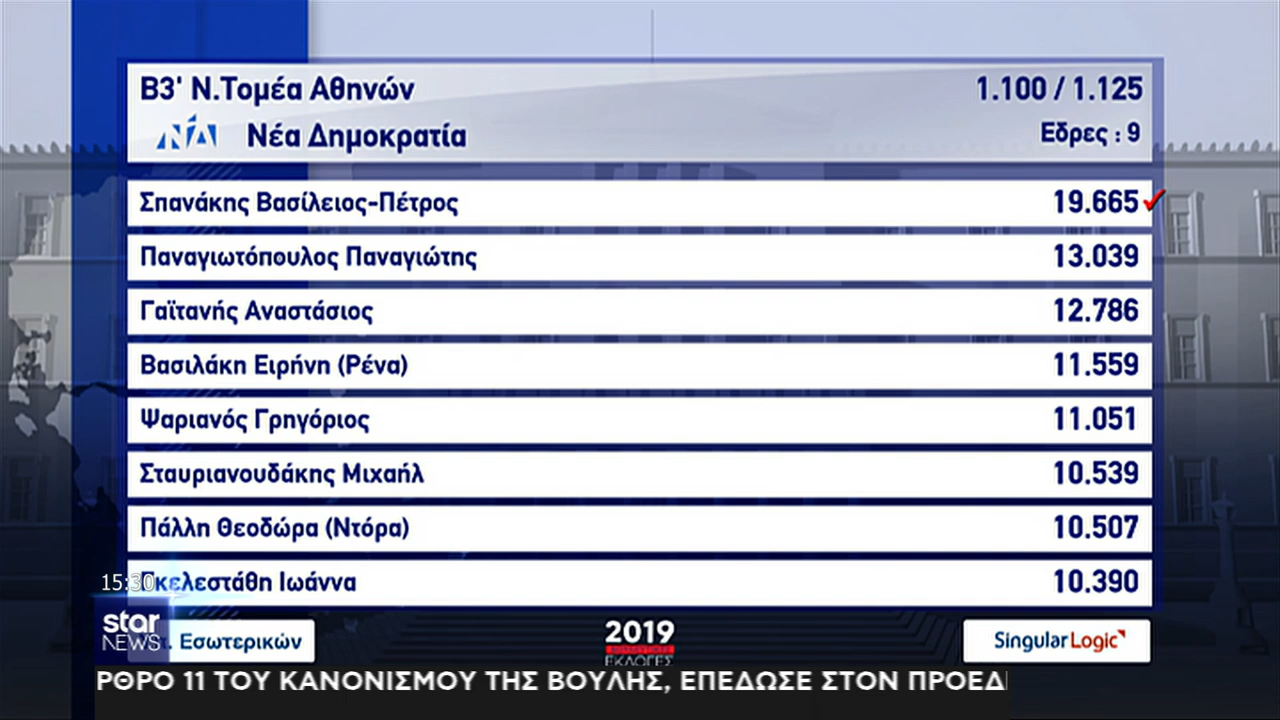 Β3' Ν.Τομέα Αθηνών 1.100 / 1.125
ΝΔ Νέα Δημοκρατία Εδρες : 9
Σπανάκης Βασίλειος-Πέτρος 19.665
Παναγιωτόπουλος Παναγιώτης 13.039
Γαϊτανής Αναστάσιος 12.786
Βασιλάκη Ειρήνη (Ρένα) 11.559
Ψαριανός Γρηγόριος 11.051
Σταυριανουδάκης Μιχαήλ 10.539
Πάλλη Θεοδώρα (Ντόρα) 10.507
15:30 Γκελεστάθη Ιωάννα 10.390
star
NEWS
Εσωτερικών
2019
ΒΟΥΛΕΥΤΙΚΕΣ
ΕΚΛΟΓΕΣ
SingularLogic
ΡΘΡΟ 11 ΤΟΥ ΚΑΝΟΝΙΣΜΟΥ ΤΗΣ ΒΟΥΛΗΣ, ΕΠΕΔΩΣΕ ΣΤΟΝ ΠΡΟΕΔ